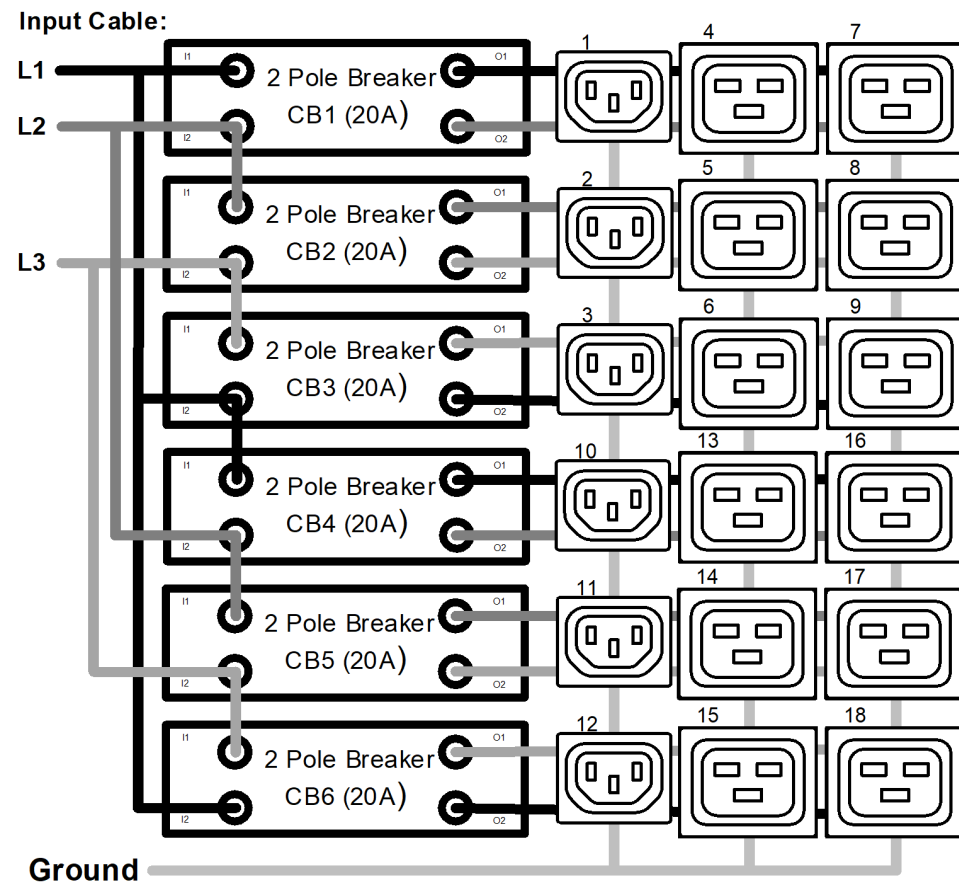 Input Cable:
1 4 7
L1 I1 O1
2 Pole Breaker
CB1 (20A)
L2 I2 O2
2 5 8
I1 O1
2 Pole Breaker
CB2 (20A)
L3 I2 O2
3 6 9
I1 O1
2 Pole Breaker
CB3 (20A)
I2 O2
10 13 16
I1 O1
2 Pole Breaker
CB4 (20A)
I2 O2
11 14 17
I1 O1
2 Pole Breaker
CB5 (20A)
I2 O2
12 15 18
I1 O1
2 Pole Breaker
CB6 (20A)
I2 O2
Ground